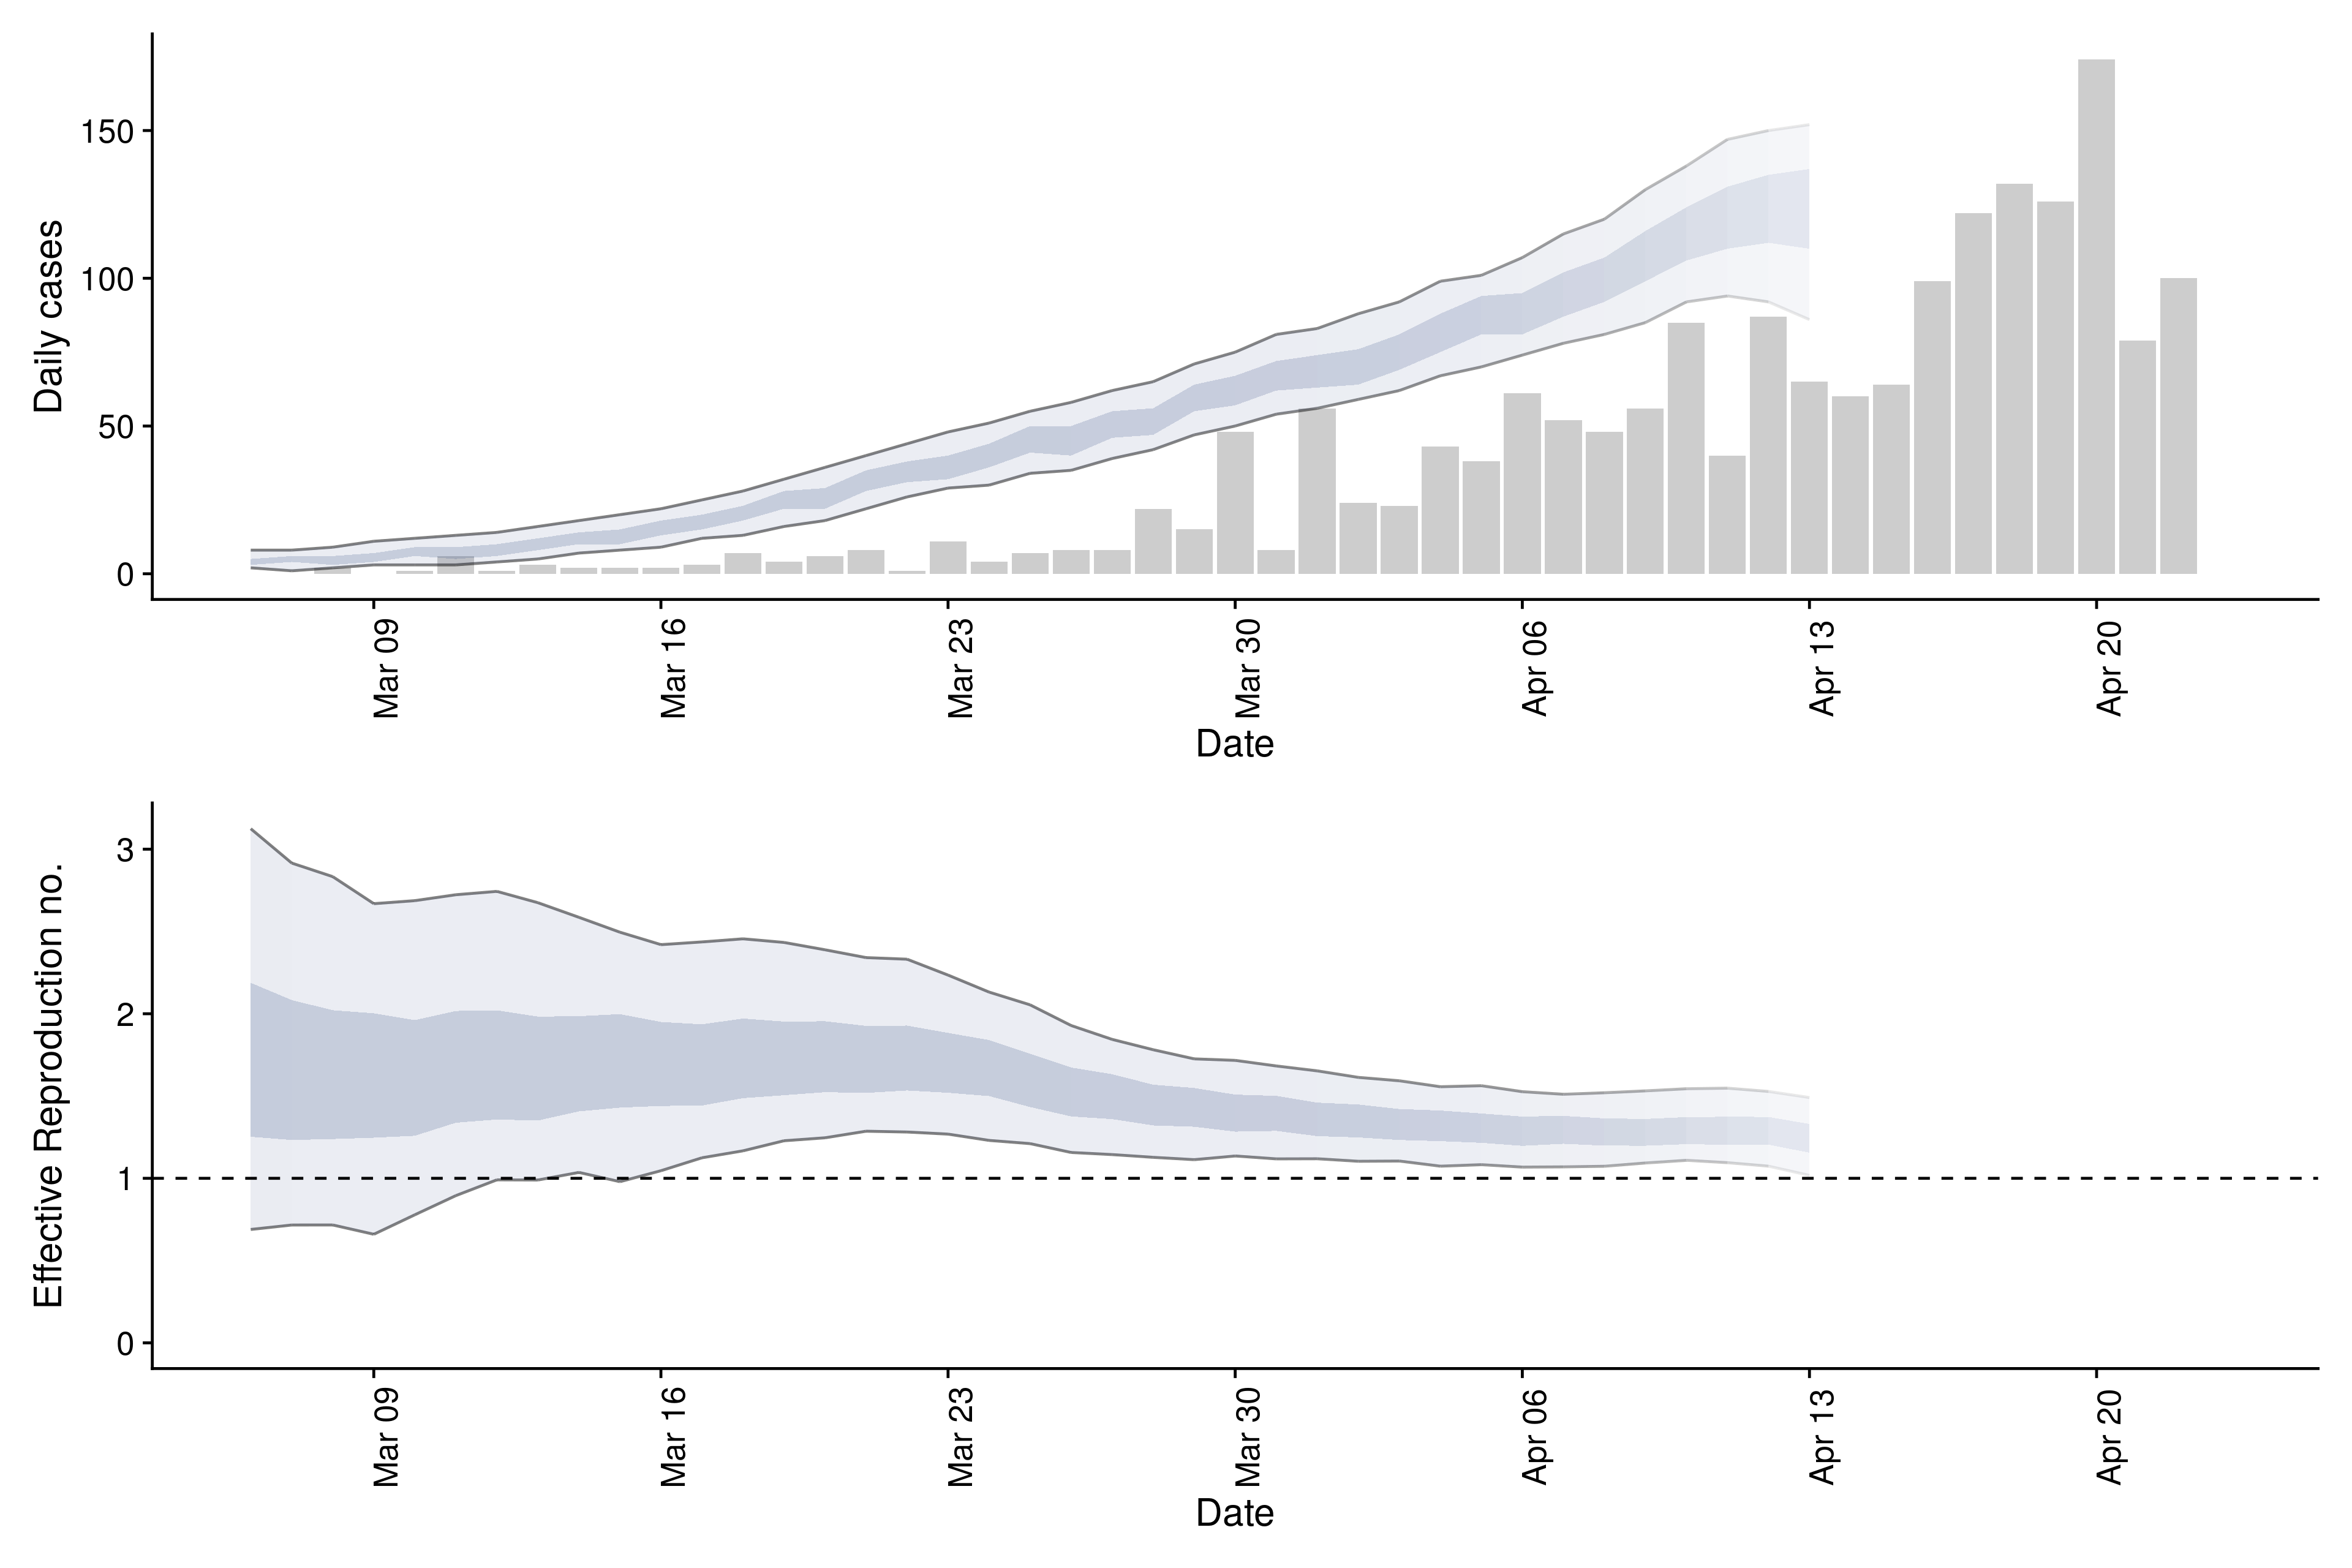 Daily cases
150
100
50
0
Mar 09
Mar 16
Mar 23
Mar 30
Apr 06
Apr 13
Apr 20
Date
Effective Reproduction no.
3
2
1
0
Mar 09
Mar 16
Mar 23
Mar 30
Apr 06
Apr 13
Apr 20
Date